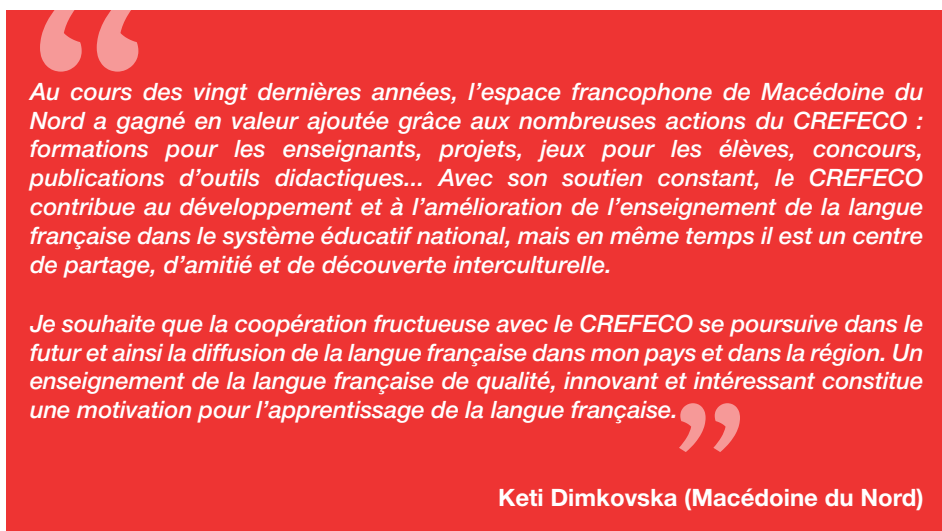 “
Au cours des vingt dernières années, l’espace francophone de Macédoine du
Nord a gagné en valeur ajoutée grâce aux nombreuses actions du CREFECO :
formations pour les enseignants, projets, jeux pour les élèves, concours,
publications d’outils didactiques... Avec son soutien constant, le CREFECO
contribue au développement et à l’amélioration de l’enseignement de la langue
française dans le système éducatif national, mais en même temps il est un centre
de partage, d’amitié et de découverte interculturelle.
Je souhaite que la coopération fructueuse avec le CREFECO se poursuive dans le
futur et ainsi la diffusion de la langue française dans mon pays et dans la région. Un
enseignement de la langue française de qualité, innovant et intéressant constitue
une motivation pour l’apprentissage de la langue française.”
Keti Dimkovska (Macédoine du Nord)